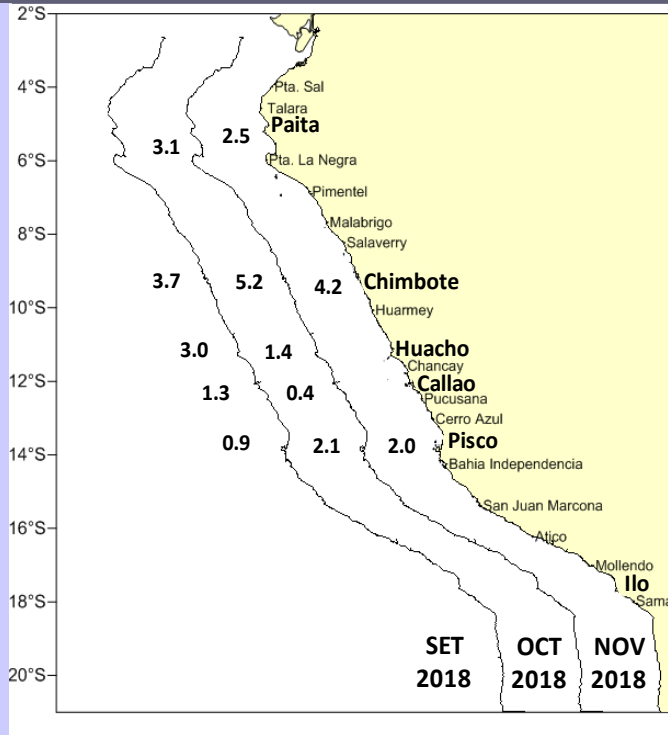 2°S
4°S
Pta. Sal
Talara
Paita
3.1
2.5
6°S
Pta. La Negra
Pimentel
Malabrigo
8°S
Salaverry
3.7
5.2
4.2
Chimbote
10°S
Huarmey
3.0
1.4
Huacho
Chancay
12°S
Callao
1.3
0.4
Pucusana
Cerro Azul
0.9
2.1
2.0
Pisco
14°S
Bahia Independencia
San Juan Marcona
16°S
Atico
Mollendo
Ilo
18°S
Sama
SET
2018
OCT
2018
NOV
2018
20°S